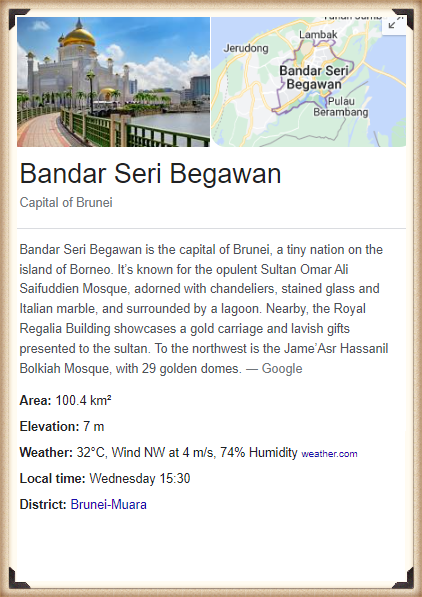 Lambak
Jerudong
Bandar Seri
Begawan
Pulau
Berambang
Bandar Seri Begawan
Capital of Brunei
Bandar Seri Begawan is the capital of Brunei, a tiny nation on the
island of Borneo. It's known for the opulent Sultan Omar Ali
Saifuddien Mosque, adorned with chandeliers, stained glass and
Italian marble, and surrounded by a lagoon. Nearby, the Royal
Regalia Building showcases a gold carriage and lavish gifts
presented to the sultan. To the northwest is the Jame'Asr Hassanil
Bolkiah Mosque, with 29 golden domes. — Google
Area: 100.4 km²
Elevation: 7 m
Weather: 32°C, Wind NW at 4 m/s, 74% Humidity weather.com
Local time: Wednesday 15:30
District: Brunei-Muara